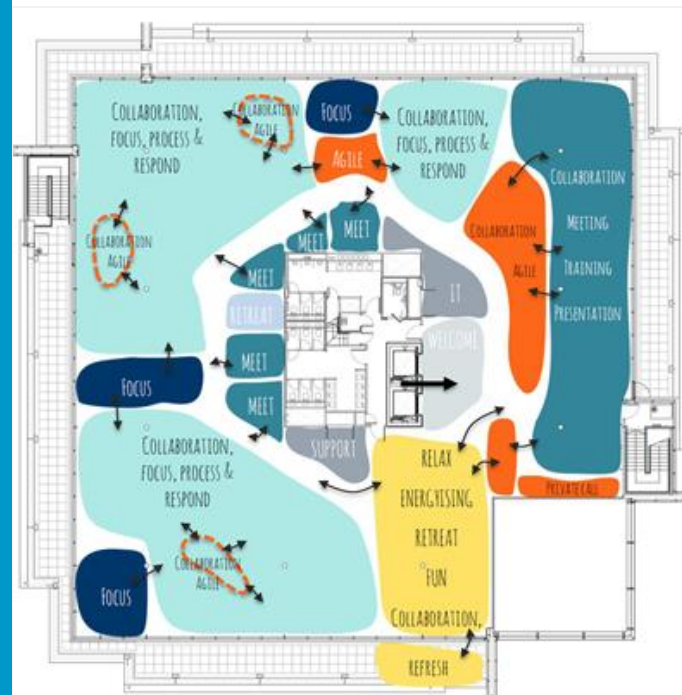 COLLABORATION,
FOCUS, PROCESS &
RESPOND
COLLABORATION
AGILE
FOCUS
AGILE
COLLABORATION,
FOCUS, PROCESS &
RESPOND
COLLABORATION
MEETING
TRAINING
PRESENTATION
COLLABORATION
AGILE
COLLABORATION
AGILE
MEET
MEET
MEET
RETREAT
MEET
MEET
IT
WELCOME
SUPPORT
FOCUS
COLLABORATION,
FOCUS, PROCESS &
RESPOND
COLLABORATION
AGILE
FOCUS
RELAX
ENERGYISING
RETREAT
FUN
COLLABORATION,
PRIVATE CALL
REFRESH